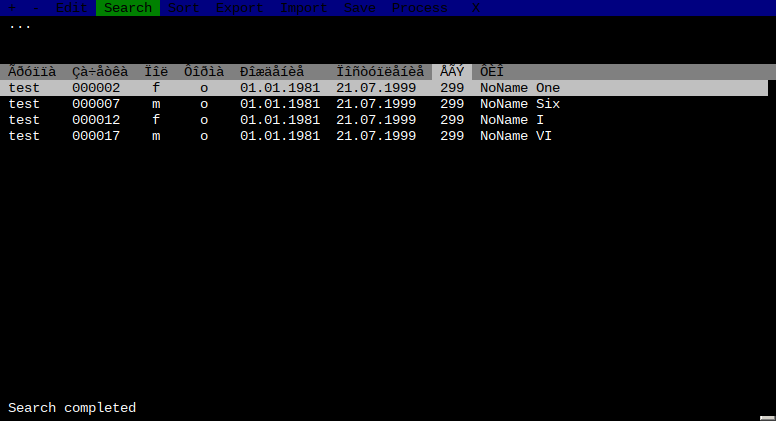 + - Edit Search Sort Export Import Save Process X
...
Ãðóïïà Çà÷åòêà Ïîë Ôîðìà Ðîæäåíèå Ïîñòóïëåíèå ÅÃÝ ÔÈÎ
test 000002 f o 01.01.1981 21.07.1999 299 NoName One
test 000007 m o 01.01.1981 21.07.1999 299 NoName Six
test 000012 f o 01.01.1981 21.07.1999 299 NoName I
test 000017 m o 01.01.1981 21.07.1999 299 NoName VI
Search completed